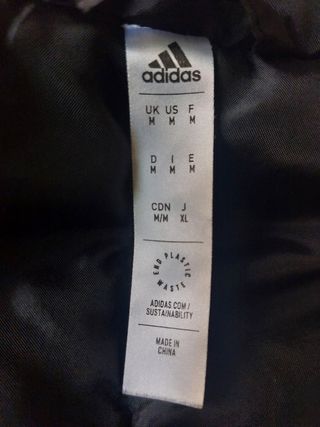 adidas
UK US F
M M M
D I E
M M M
CDN J
M/M XL
END PLASTIC WASTE
ADIDAS.COM/
SUSTAINABILITY
MADE IN
CHINA